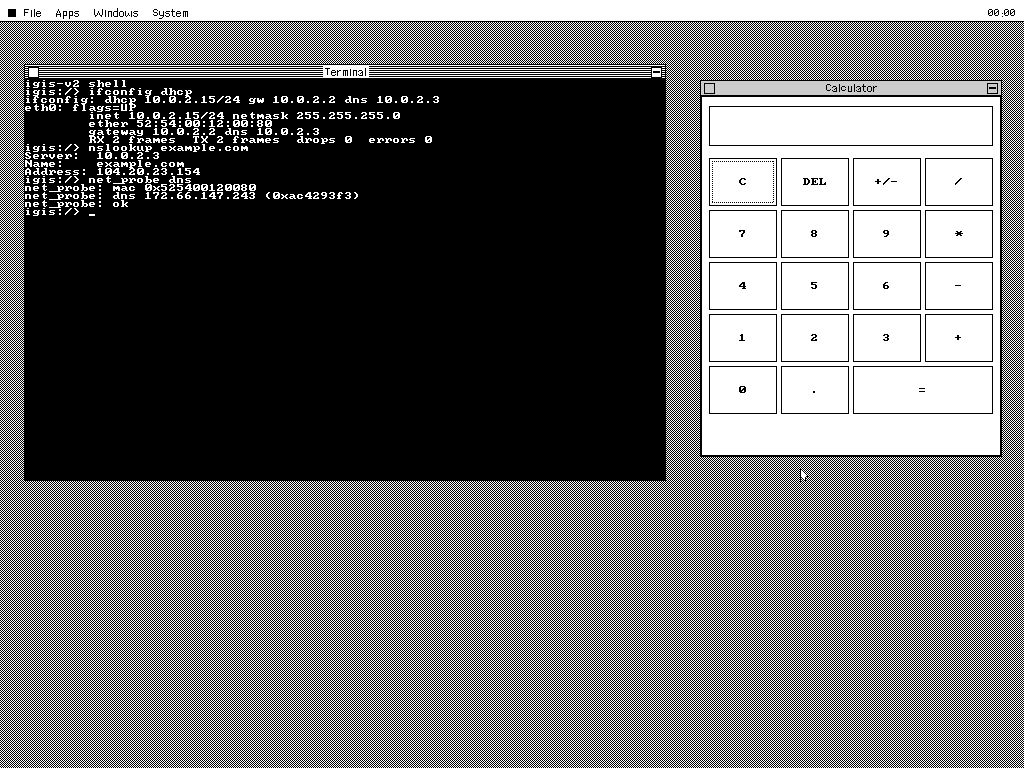 File Apps Windows System 00:00
Terminal
igis-v2 shell
igis:/> ifconfig dhcp
ifconfig: dhcp 10.0.2.15/24 gw 10.0.2.2 dns 10.0.2.3
eth0: flags=UP
inet 10.0.2.15/24 netmask 255.255.255.0
ether 52:54:00:12:00:80
gateway 10.0.2.2 dns 10.0.2.3
RX 2 frames TX 2 frames drops 0 errors 0
igis:/> nslookup example.com
Server: 10.0.2.3
Name: example.com
Address: 104.20.23.154
igis:/> net_probe dns
net_probe: mac 0x525400120080
net_probe: dns 172.66.147.243 (0xac4293f3)
net_probe: ok
igis:/> _
Calculator
C DEL +/- /
7 8 9 *
4 5 6 -
1 2 3 +
0 . =